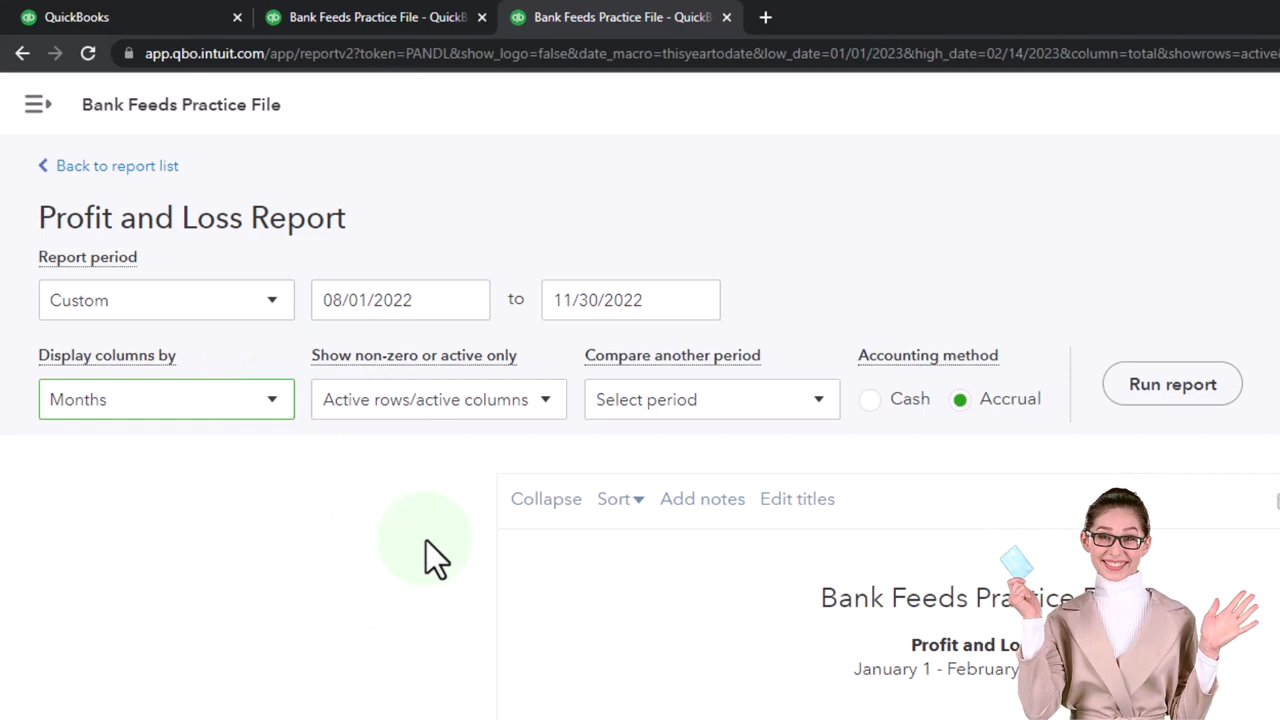 QuickBooks
Bank Feeds Practice File - QuickB
Bank Feeds Practice File - QuickB
app.qbo.intuit.com/app/reportv2?token=PANDL&show_logo=false&date_macro=thisyeartodate&low_date=01/01/2023&high_date=02/14/2023&column=total&showrows=active
Bank Feeds Practice File
Back to report list
Profit and Loss Report
Report period
Custom 08/01/2022 to 11/30/2022
Display columns by Show non-zero or active only Compare another period Accounting method
Months Active rows/active columns Select period Cash Accrual Run report
Collapse Sort Add notes Edit titles
Bank Feeds Practice
Profit and Lo
January 1 - February